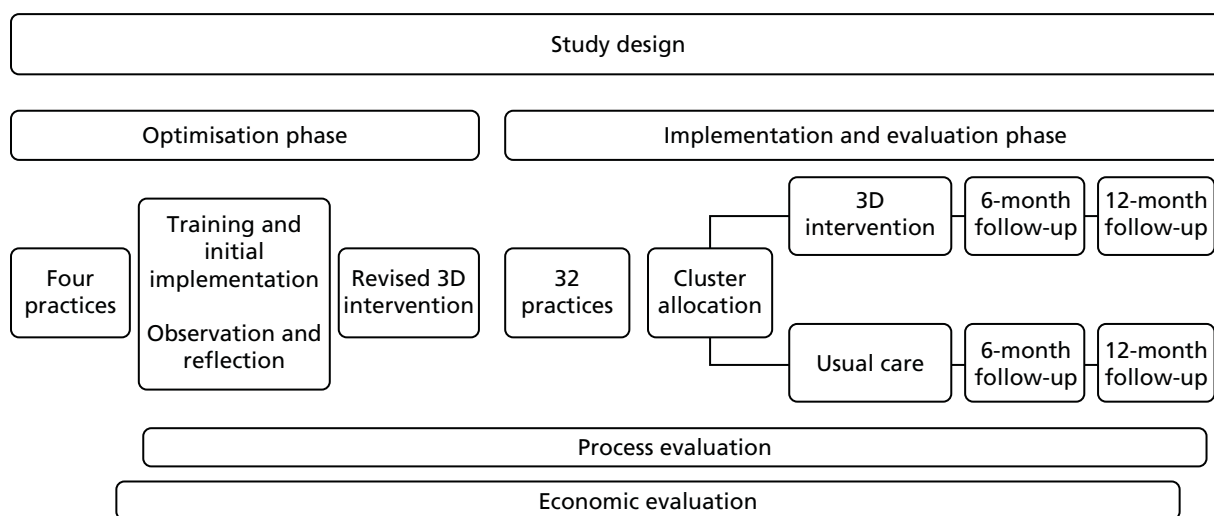 Study design
Optimisation phase
Implementation and evaluation phase
Four
practices
Training and
initial
implementation
Observation and
reflection
Revised 3D
intervention
32
practices
Cluster
allocation
3D
intervention
6-month
follow-up
12-month
follow-up
Usual care
6-month
follow-up
12-month
follow-up
Process evaluation
Economic evaluation